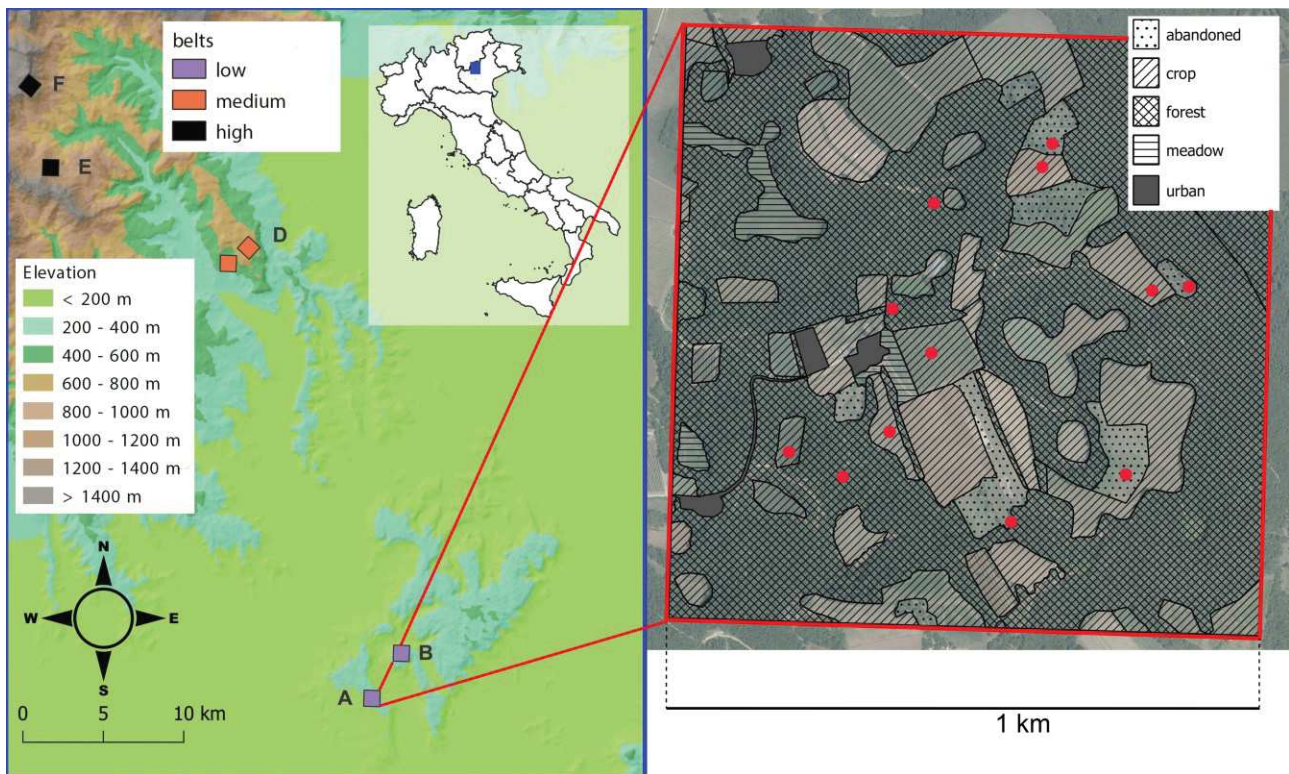 belts
low
medium
high
F
E
D
Elevation
< 200 m
200 - 400 m
400 - 600 m
600 - 800 m
800 - 1000 m
1000 - 1200 m
1200 - 1400 m
> 1400 m
N
W
E
S
0 5 10 km
B
A
abandoned
crop
forest
meadow
urban
1 km